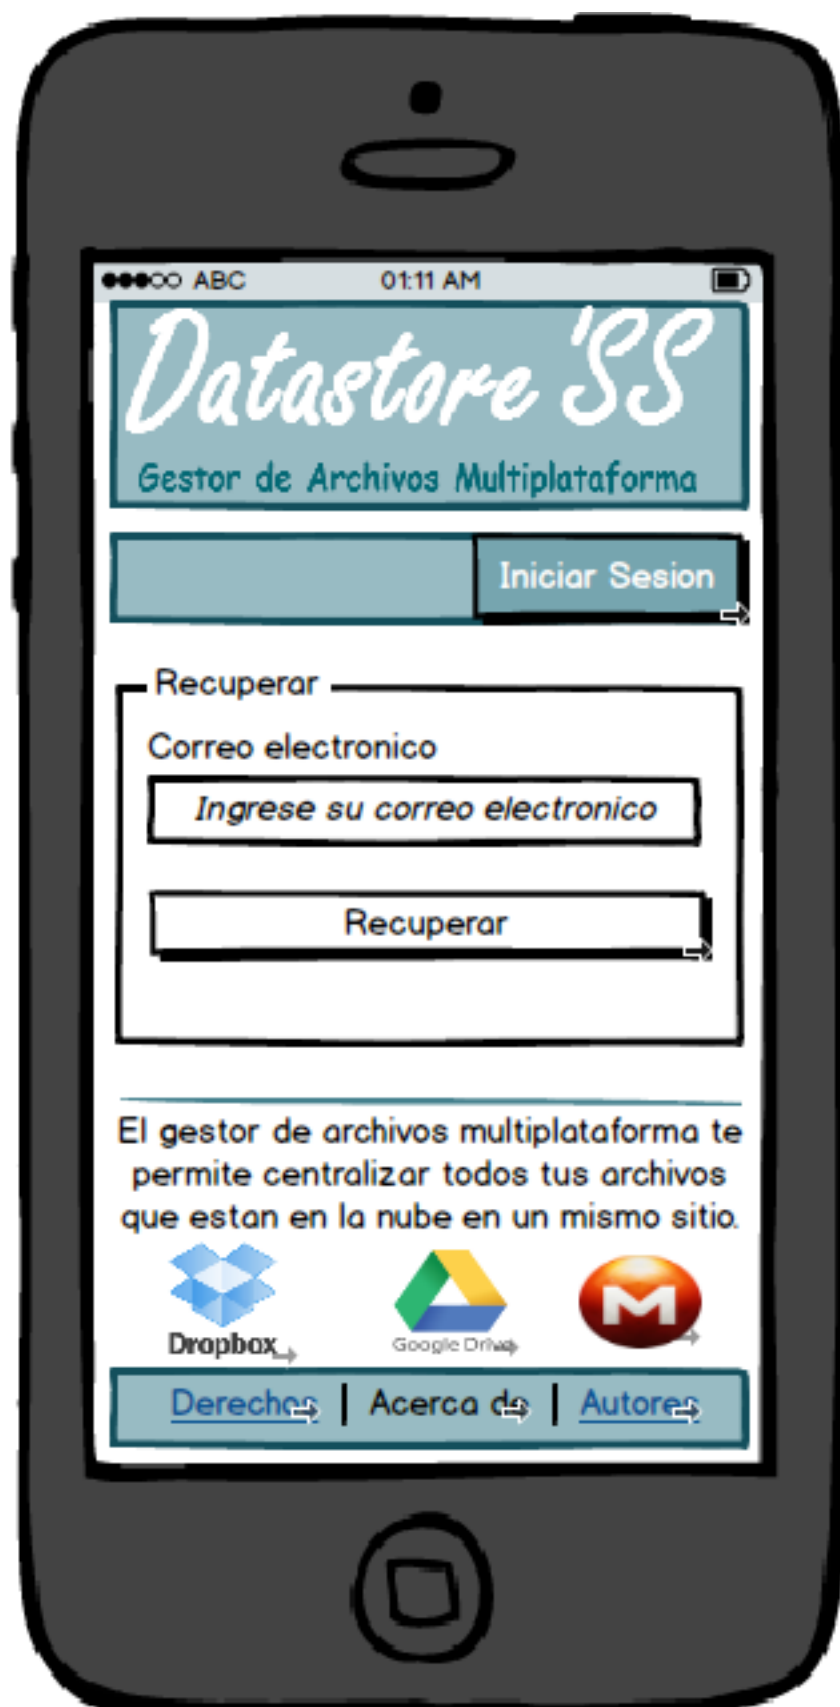 ABC 01:11 AM
Datastore 'SS
Gestor de Archivos Multiplataforma
Iniciar Sesion
Recuperar
Correo electronico
Ingrese su correo electronico
Recuperar
El gestor de archivos multiplataforma te
permite centralizar todos tus archivos
que estan en la nube en un mismo sitio.
Dropbox Google Drive M
Derechos | Acerca de | Autores